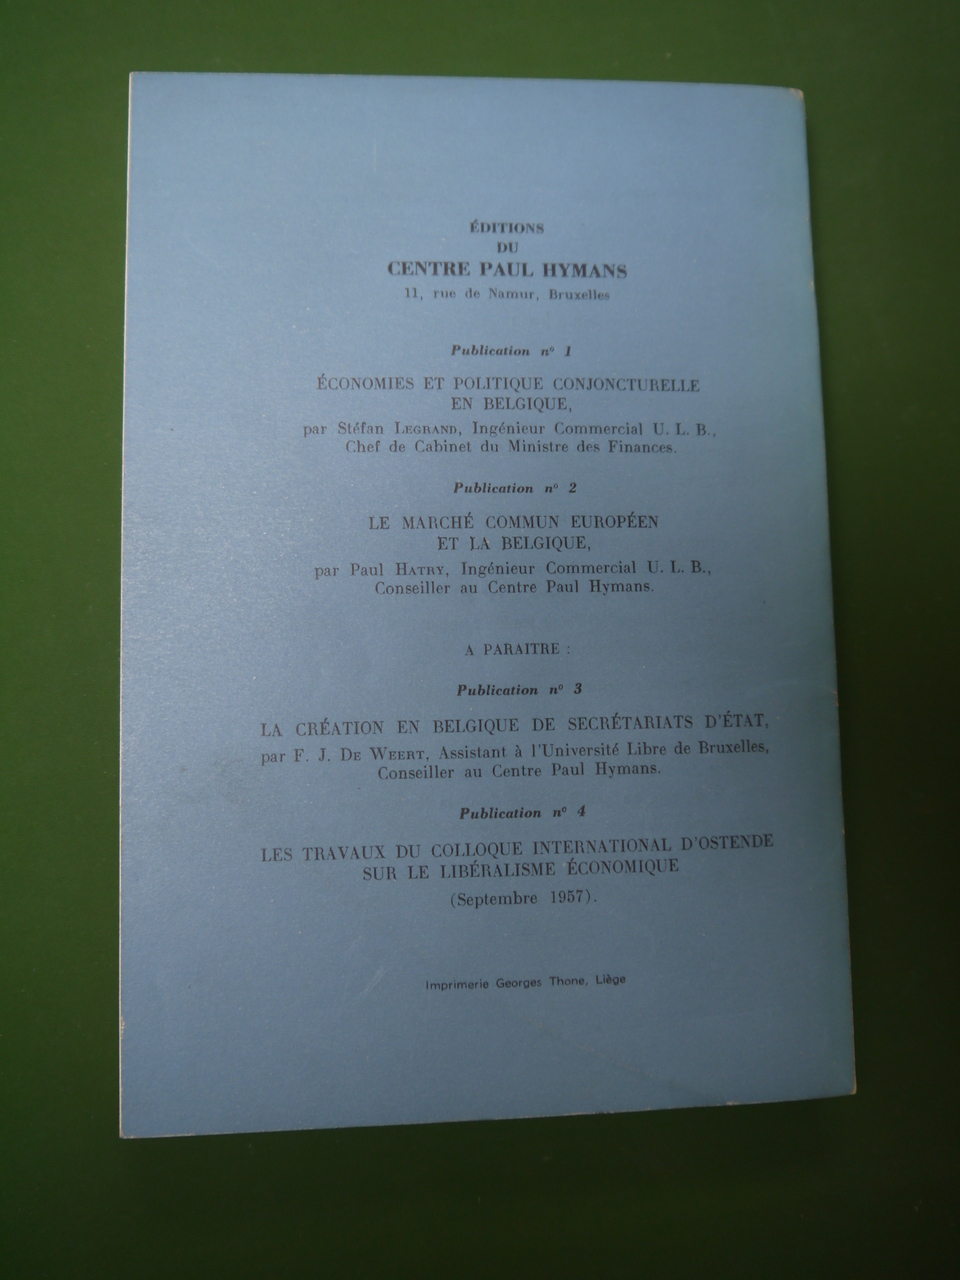 ÉDITIONS
DU
CENTRE PAUL HYMANS
11, rue de Namur, Bruxelles
Publication n° 1
ÉCONOMIES ET POLITIQUE CONJONCTURELLE
EN BELGIQUE,
par Stéfan LEGRAND, Ingénieur Commercial U. L. B.,
Chef de Cabinet du Ministre des Finances.
Publication n° 2
LE MARCHÉ COMMUN EUROPÉEN
ET LA BELGIQUE,
par Paul HATRY, Ingénieur Commercial U. L. B.,
Conseiller au Centre Paul Hymans.
A PARAITRE :
Publication n° 3
LA CRÉATION EN BELGIQUE DE SECRÉTARIATS D'ÉTAT,
par F. J. DE WEERT, Assistant à l'Université Libre de Bruxelles,
Conseiller au Centre Paul Hymans.
Publication n° 4
LES TRAVAUX DU COLLOQUE INTERNATIONAL D'OSTENDE
SUR LE LIBÉRALISME ÉCONOMIQUE
(Septembre 1957).
Imprimerie Georges Thone, Liège